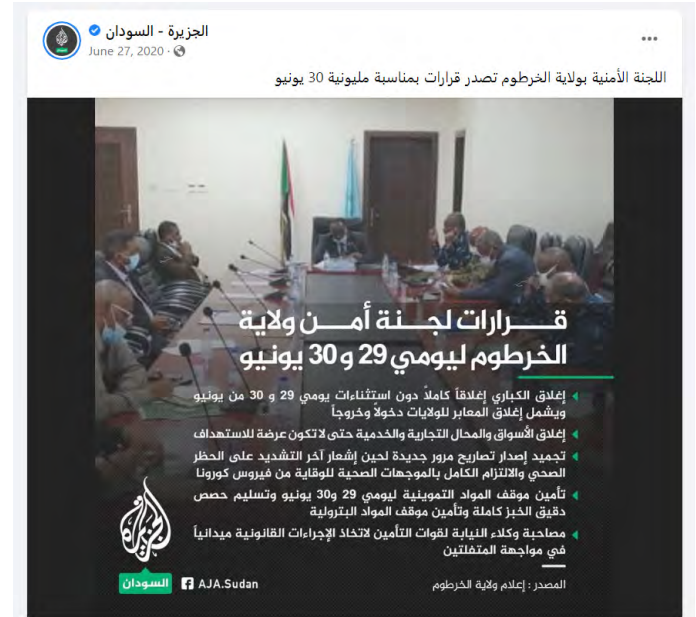 الجزيرة - السودان
June 27, 2020
اللجنة الأمنية بولاية الخرطوم تصدر قرارات بمناسبة مليونية 30 يونيو
قـــرارات لجـــنة أمـــن ولاية
الخرطوم ليومي 29 و 30 يونيو
إغلاق الكباري إغلاقاً كاملاً دون استثناءات يومي 29 و 30 من يونيو
ويشمل إغلاق المعابر للولايات دخولاً وخروجاً
إغلاق الأسواق والمحال التجارية والخدمية حتى لا تكون عرضة للاستهداف
تجميد إصدار تصاريح مرور جديدة لحين إشعار آخر التشديد على الحظر
الصحي والالتزام الكامل بالموجهات الصحية للوقاية من فيروس كورونا
تأمين موقف المواد التموينية ليومي 29 و30 يونيو وتسليم حصص
دقيق الخبز كاملة وتأمين موقف المواد البترولية
مصاحبة وكلاء النيابة لقوات التأمين لاتخاذ الإجراءات القانونية ميدانياً
في مواجهة المتفلتين
المصدر : إعلام ولاية الخرطوم
الجزيرة
السودان
AJA.Sudan